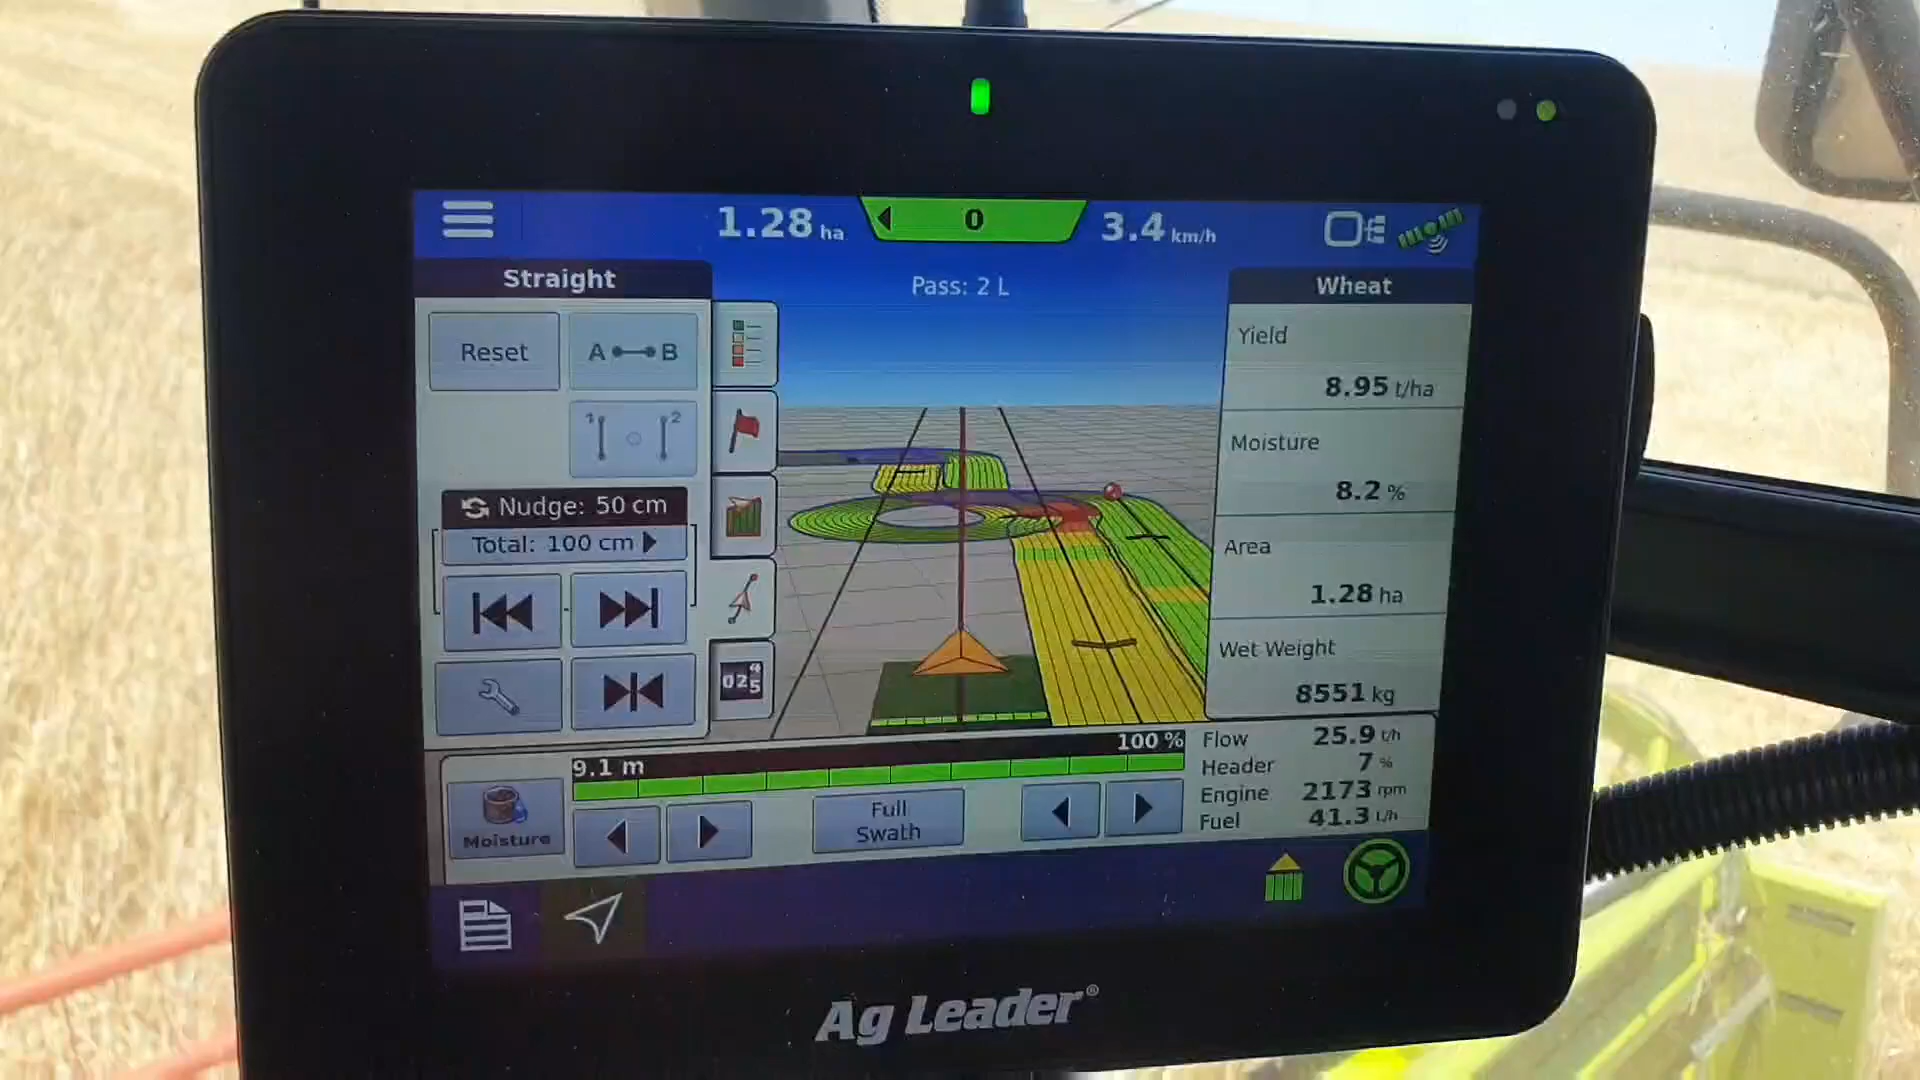 1.28 ha
0
3.4 km/h
Straight
Pass: 2 L
Wheat
Reset
A B
1 2
Nudge: 50 cm
Total: 100 cm
Yield
8.95 t/ha
Moisture
8.2 %
Area
1.28 ha
Wet Weight
8551 kg
9.1 m
100 %
Moisture
Full
Swath
Flow 25.9 t/h
Header 7 %
Engine 2173 rpm
Fuel 41.3 L/h
Ag Leader®